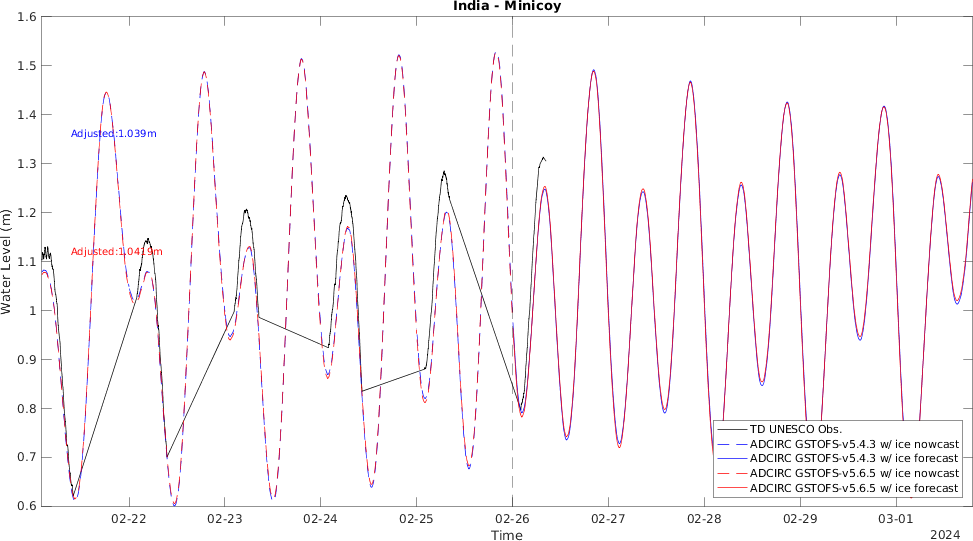 India - Minicoy
1.6
1.5
1.4
1.3
1.2
1.1
1
0.9
0.8
0.7
0.6
Water Level (m)
Adjusted:1.039m
Adjusted:1.0419m
TD UNESCO Obs.
ADCIRC GSTOFS-v5.4.3 w/ ice nowcast
ADCIRC GSTOFS-v5.4.3 w/ ice forecast
ADCIRC GSTOFS-v5.6.5 w/ ice nowcast
ADCIRC GSTOFS-v5.6.5 w/ ice forecast
02-22 02-23 02-24 02-25 02-26 02-27 02-28 02-29 03-01
Time
2024